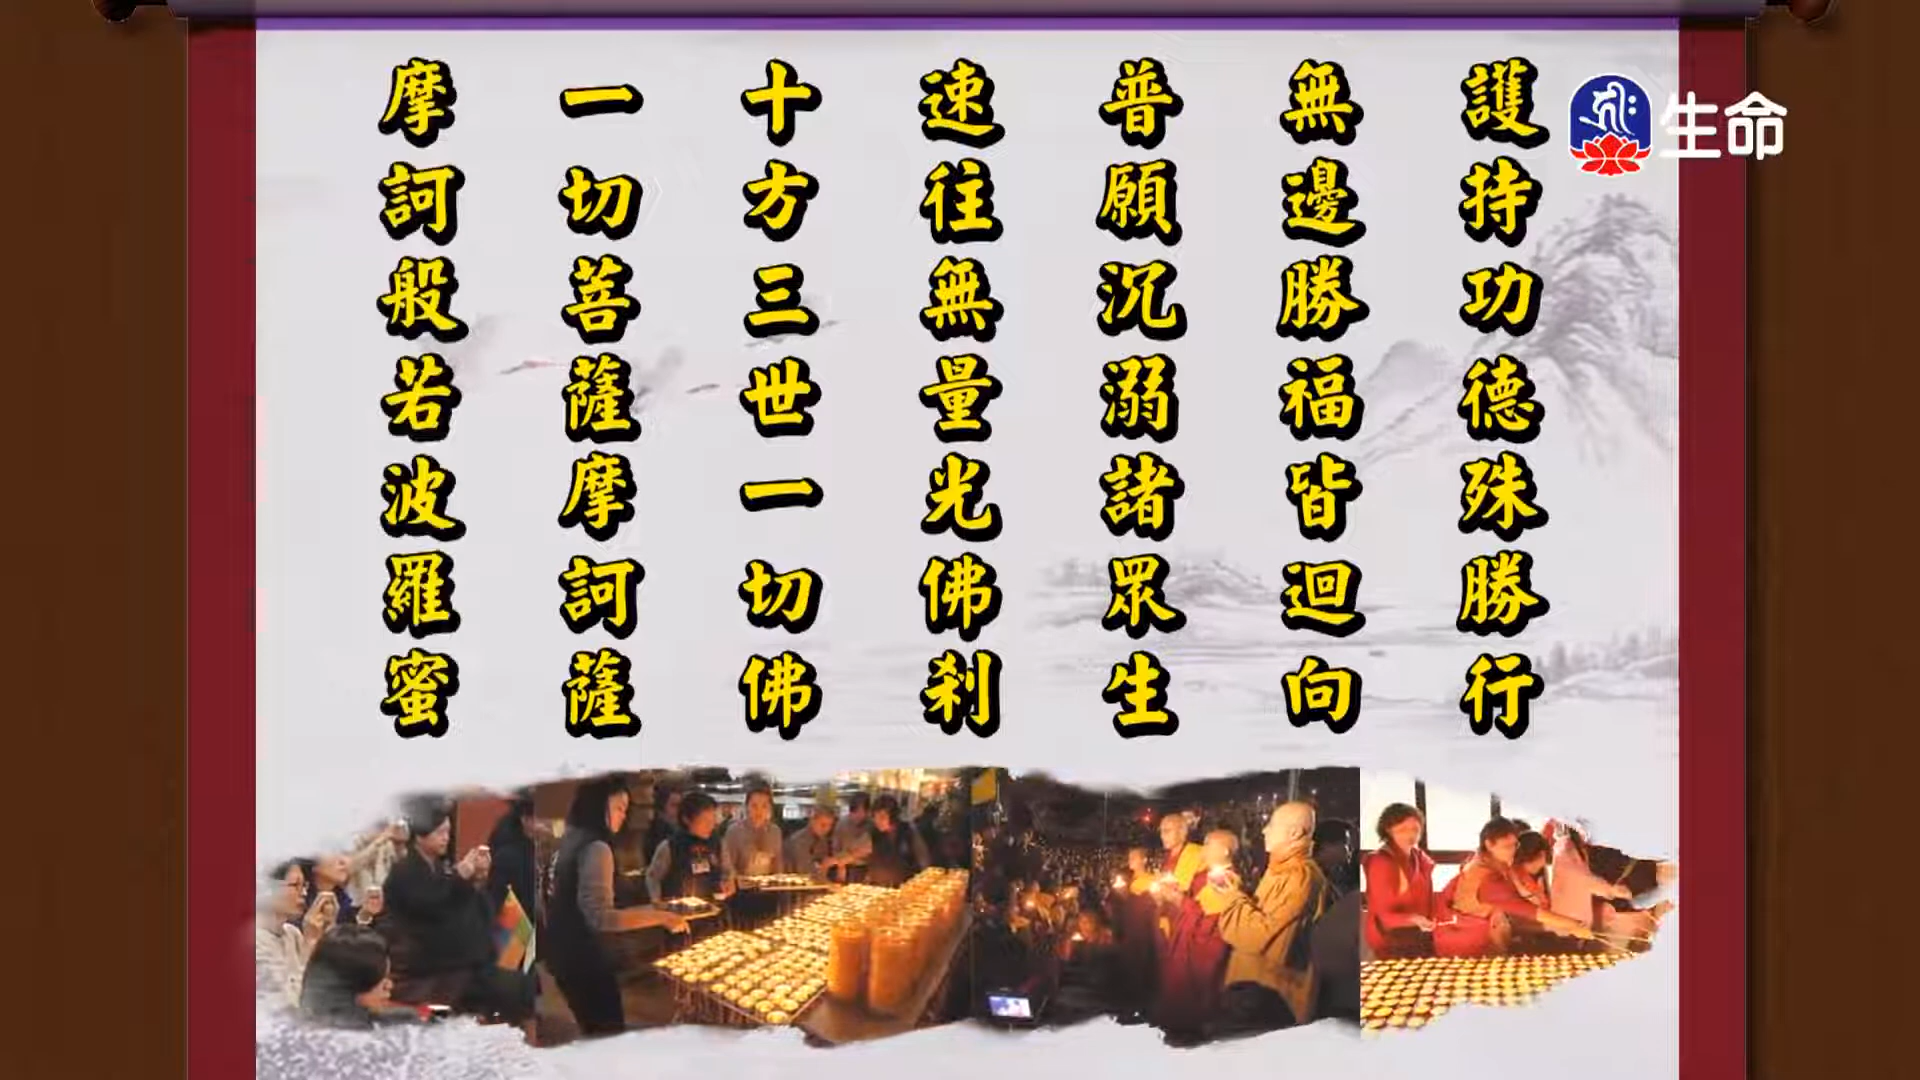 護持功德殊勝行
無邊勝福皆迴向
普願沉溺諸眾生
速往無量光佛剎
十方三世一切佛
一切菩薩摩訶薩
摩訶般若波羅蜜
生命